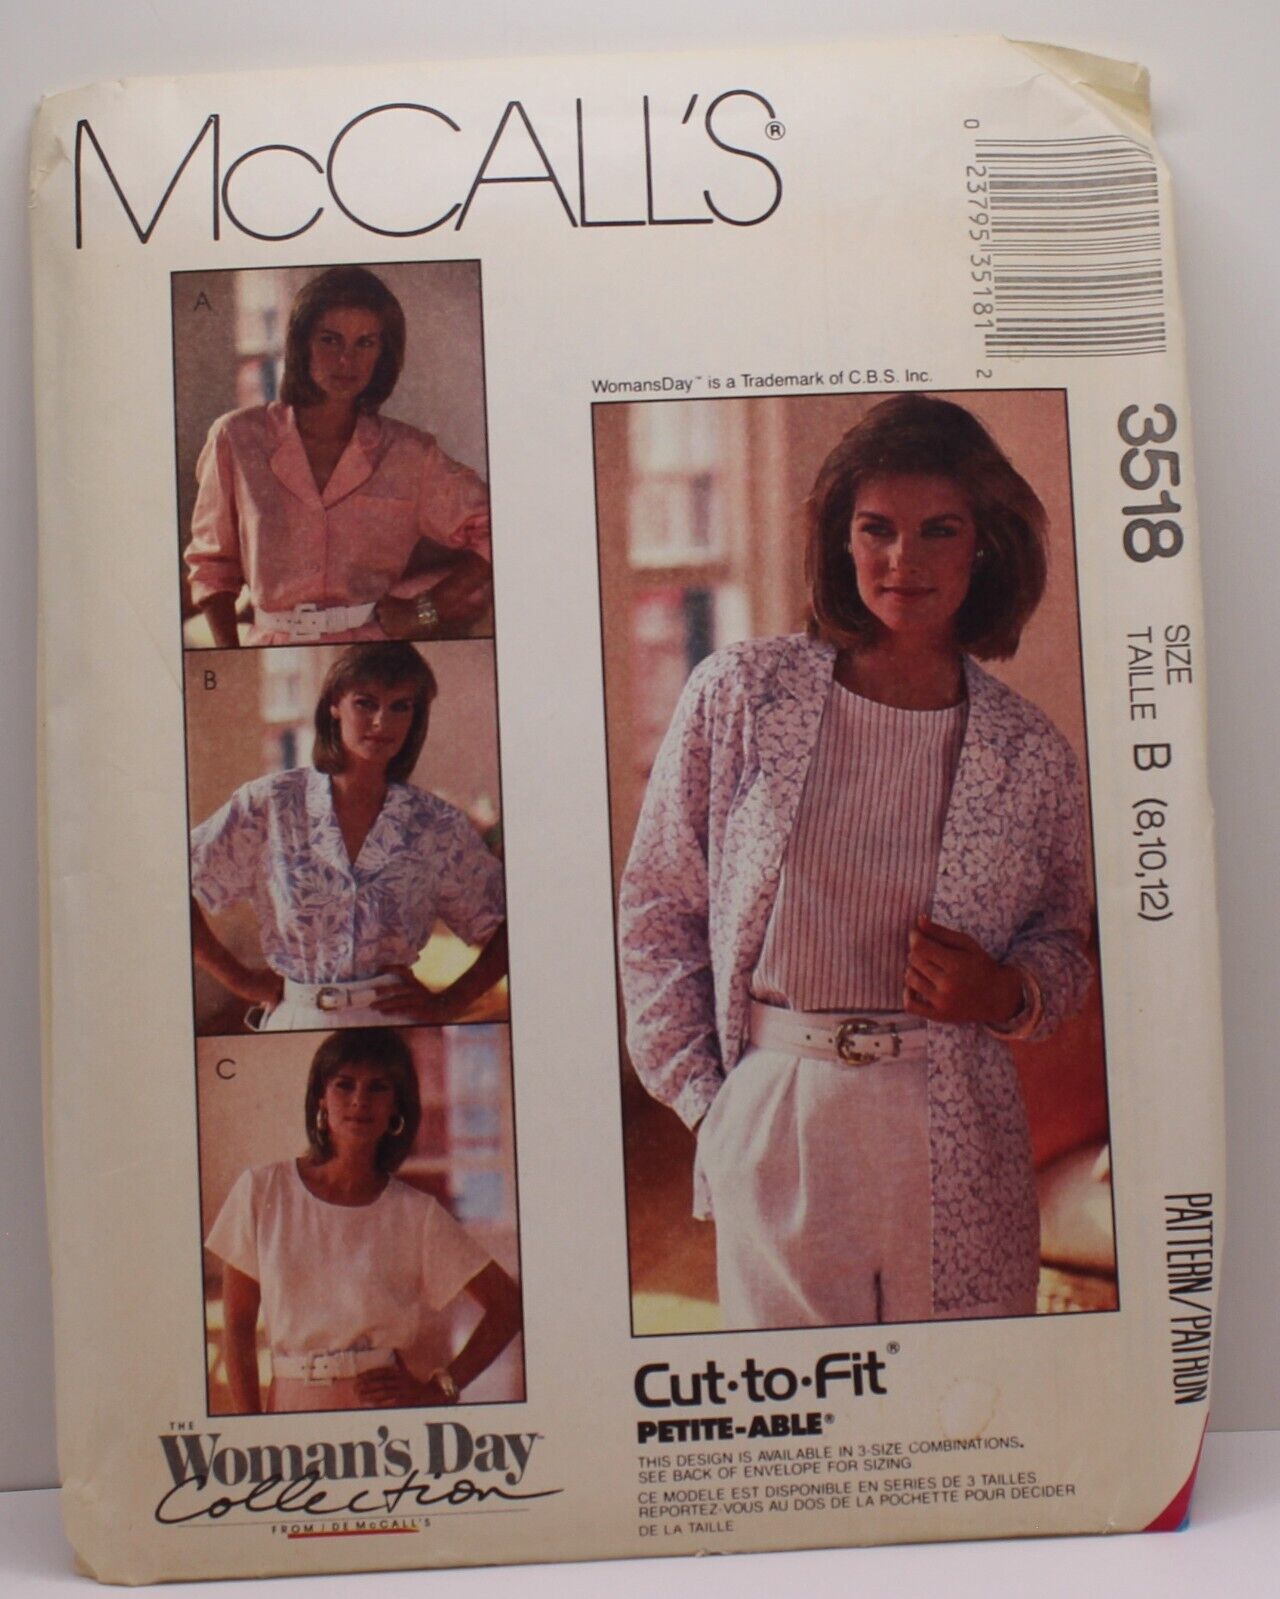 McCALL'S®
0 23795 35181 2
WomansDay™ is a Trademark of C.B.S. Inc.
3518
SIZE
TAILLE B (8,10,12)
PATTERN/PATRON
A
B
C
THE
Woman's Day™
Collection
FROM / DE McCALL'S
Cut•to•Fit®
PETITE-ABLE®
THIS DESIGN IS AVAILABLE IN 3-SIZE COMBINATIONS.
SEE BACK OF ENVELOPE FOR SIZING
CE MODELE EST DISPONIBLE EN SERIES DE 3 TAILLES
REPORTEZ-VOUS AU DOS DE LA POCHETTE POUR DECIDER
DE LA TAILLE